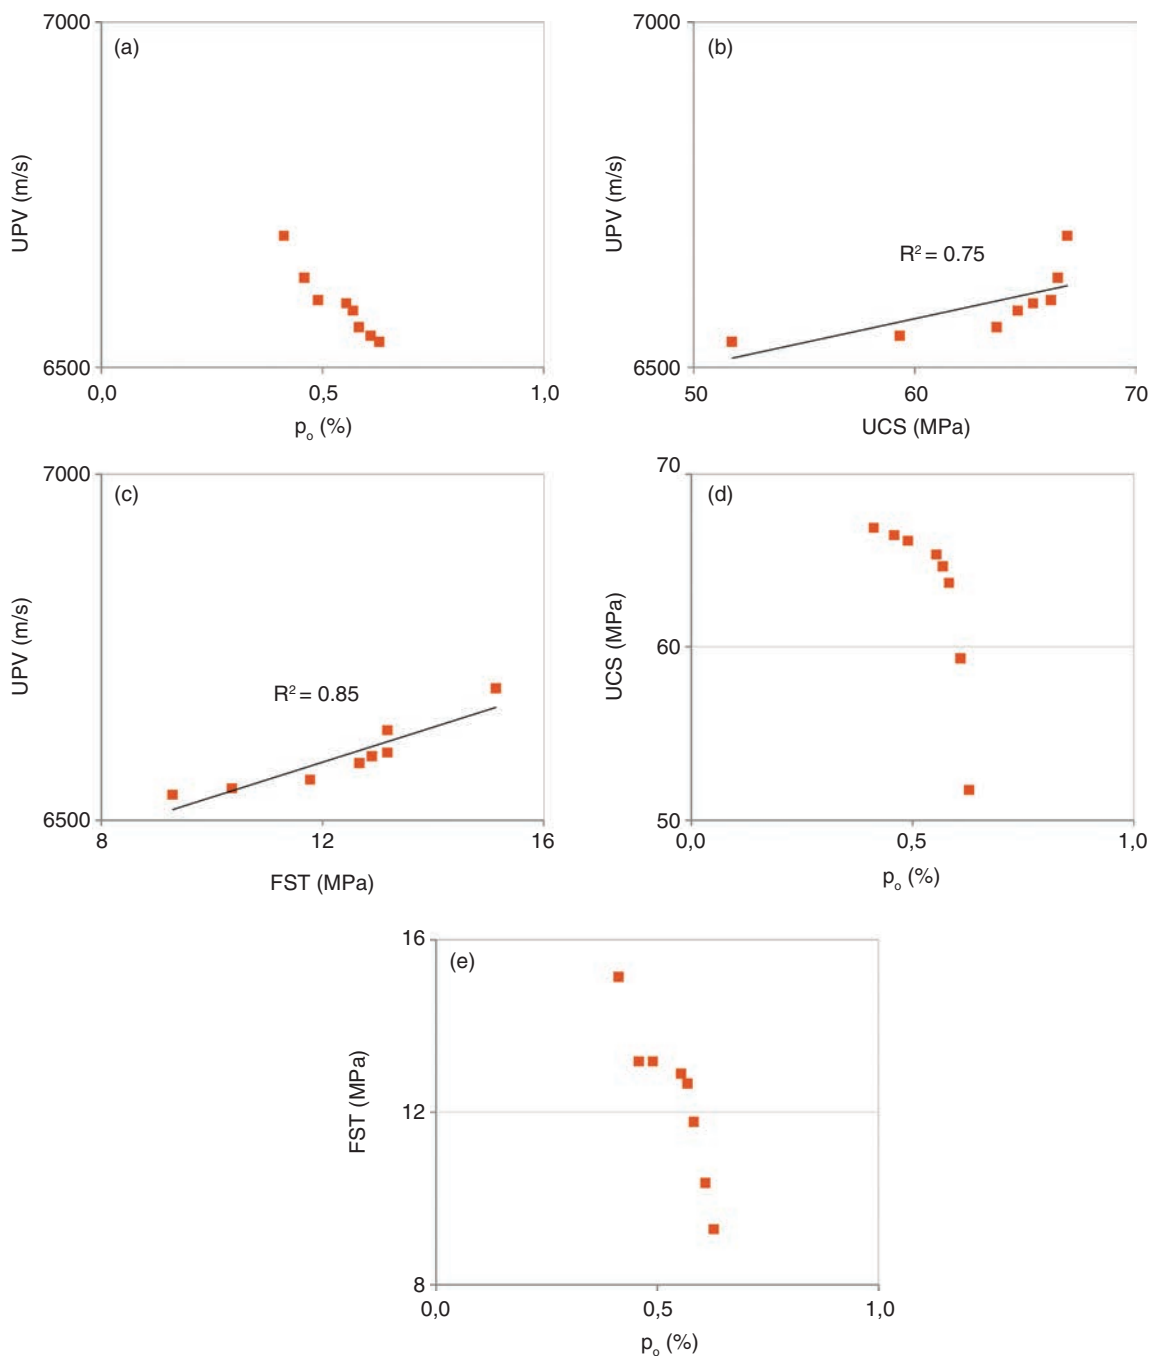 7000
(a)
UPV (m/s)
6500
0,0
0,5
1,0
pₒ (%)
7000
(b)
UPV (m/s)
R² = 0.75
6500
50
60
70
UCS (MPa)
7000
(c)
UPV (m/s)
R² = 0.85
6500
8
12
16
FST (MPa)
70
(d)
UCS (MPa)
60
50
0,0
0,5
1,0
pₒ (%)
16
(e)
FST (MPa)
12
8
0,0
0,5
1,0
pₒ (%)